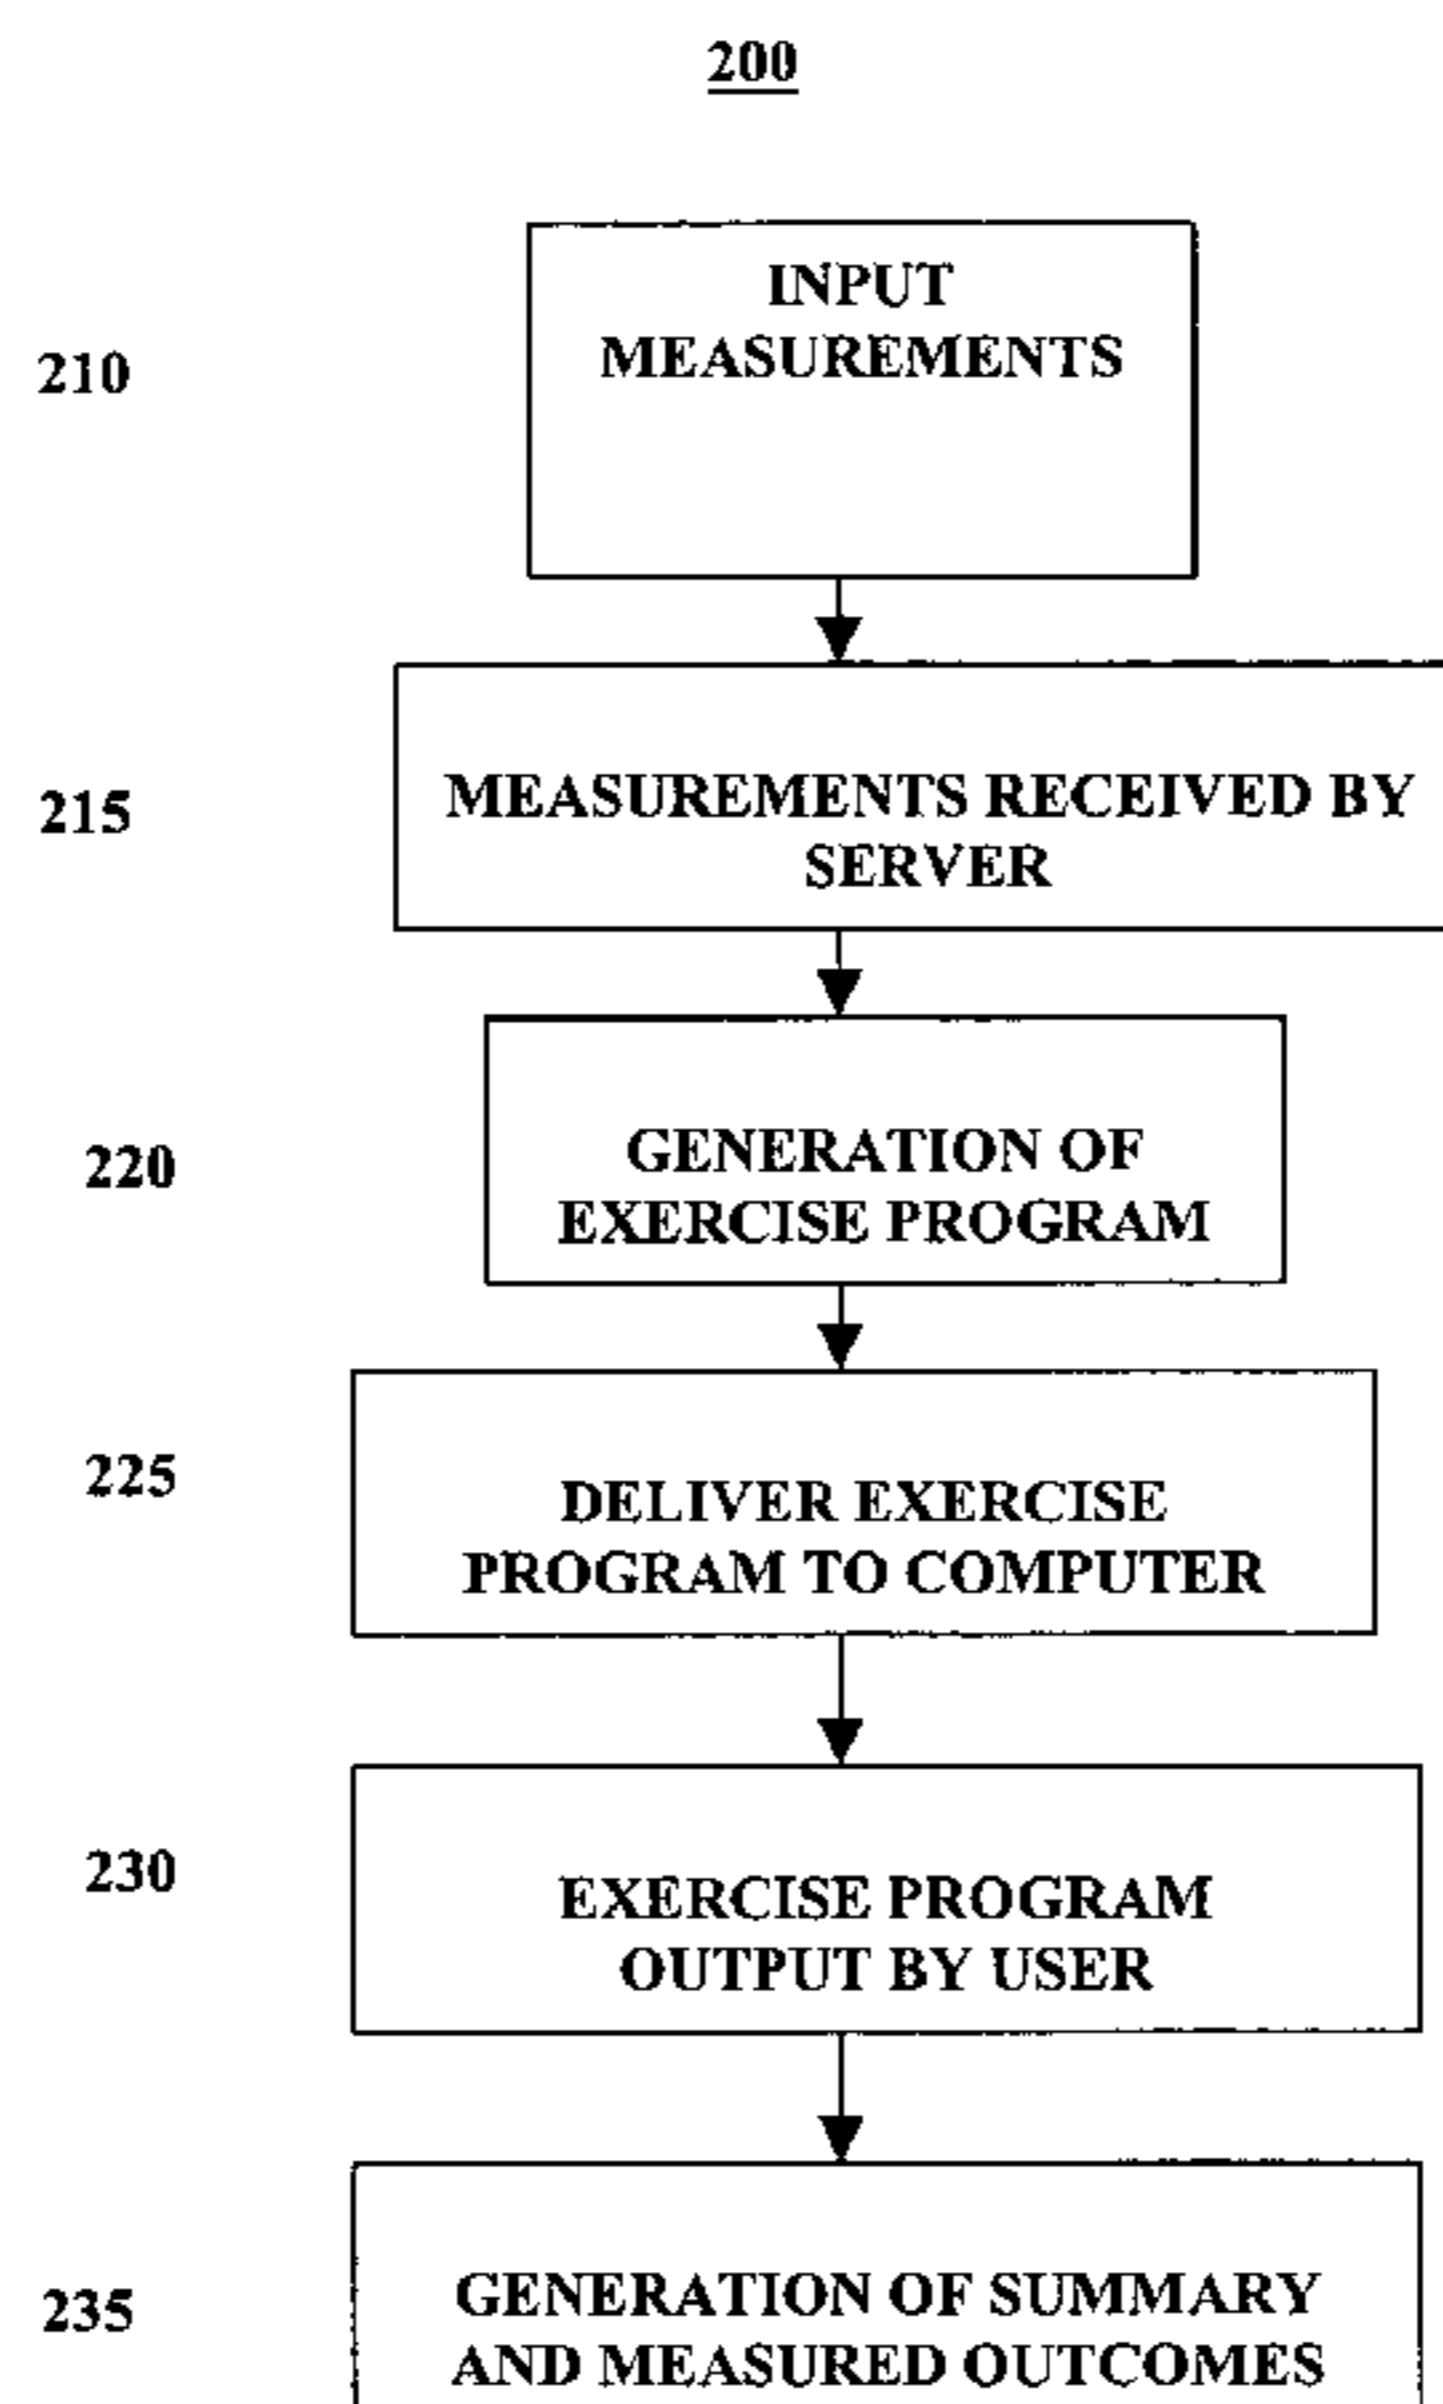 200
210
INPUT
MEASUREMENTS
215
MEASUREMENTS RECEIVED BY
SERVER
220
GENERATION OF
EXERCISE PROGRAM
225
DELIVER EXERCISE
PROGRAM TO COMPUTER
230
EXERCISE PROGRAM
OUTPUT BY USER
235
GENERATION OF SUMMARY
AND MEASURED OUTCOMES